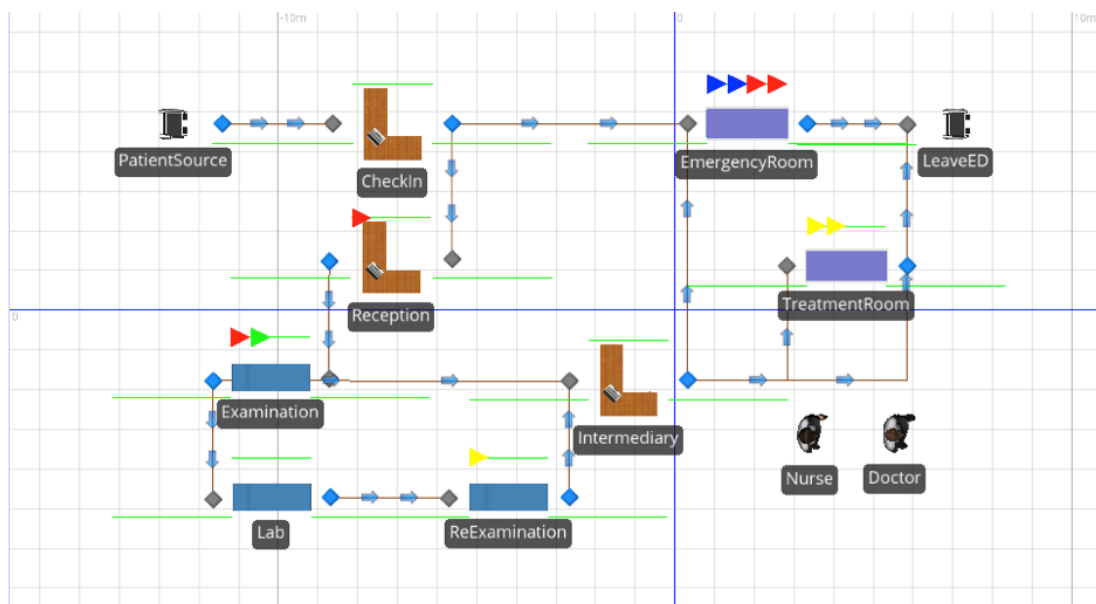 -10m
0
10m
PatientSource
CheckIn
EmergencyRoom
LeaveED
Reception
TreatmentRoom
0
Examination
Intermediary
Nurse
Doctor
Lab
ReExamination